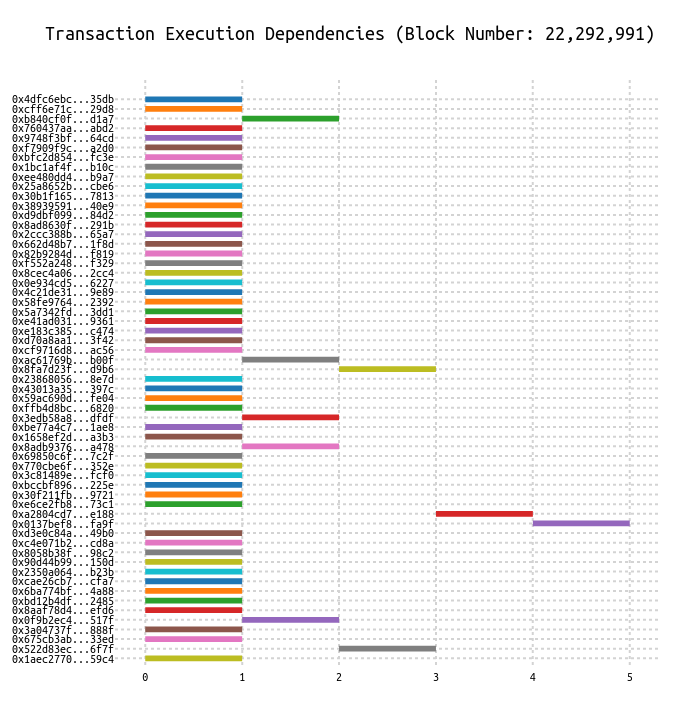 Transaction Execution Dependencies (Block Number: 22,292,991)
0x4dfc6ebc...35db
0xcff6e71c...29d8
0xb840cf0f...d1a7
0x760437aa...abd2
0x9748f3bf...64cd
0xf7909f9c...a2d0
0xbfc2d854...fc3e
0x1bc1af4f...b10c
0xee480dd4...b9a7
0x25a8652b...cbe6
0x30b1f165...7813
0x38939591...40e9
0xd9dbf099...84d2
0x8ad8630f...291b
0x2ccc388b...65a7
0x662d48b7...1f8d
0x82b9284d...f819
0xf552a248...f329
0x8cec4a06...2cc4
0x0e934cd5...6227
0x4c21de31...9e89
0x58fe9764...2392
0x5a7342fd...3dd1
0xe41ad031...9361
0xe183c385...c474
0xd70a8aa1...3f42
0xcf9716d8...ac56
0xac61769b...b00f
0x8fa7d23f...d9b6
0x23868056...8e7d
0x43013a35...397c
0x59ac690d...fe04
0xffb4d8bc...6820
0x3edb58a8...dfdf
0xbe77a4c7...1ae8
0x1658ef2d...a3b3
0x8adb9376...a478
0x69850c6f...7c2f
0x770cbe6f...352e
0x3c81489e...fcf0
0xbccbf896...225e
0x30f211fb...9721
0xe6ce2fb8...73c1
0xa2804cd7...e188
0x0137bef8...fa9f
0xd3e0c84a...49b0
0xc4e071b2...cd8a
0x8058b38f...98c2
0x90d44b99...150d
0x2350a064...b23b
0xcae26cb7...cfa7
0x6ba774bf...4a88
0xbd12b4df...2485
0x8aaf78d4...efd6
0x0f9b2ec4...517f
0x3a04737f...888f
0x675cb3ab...33ed
0x522d83ec...6f7f
0x1aec2770...59c4
0 1 2 3 4 5